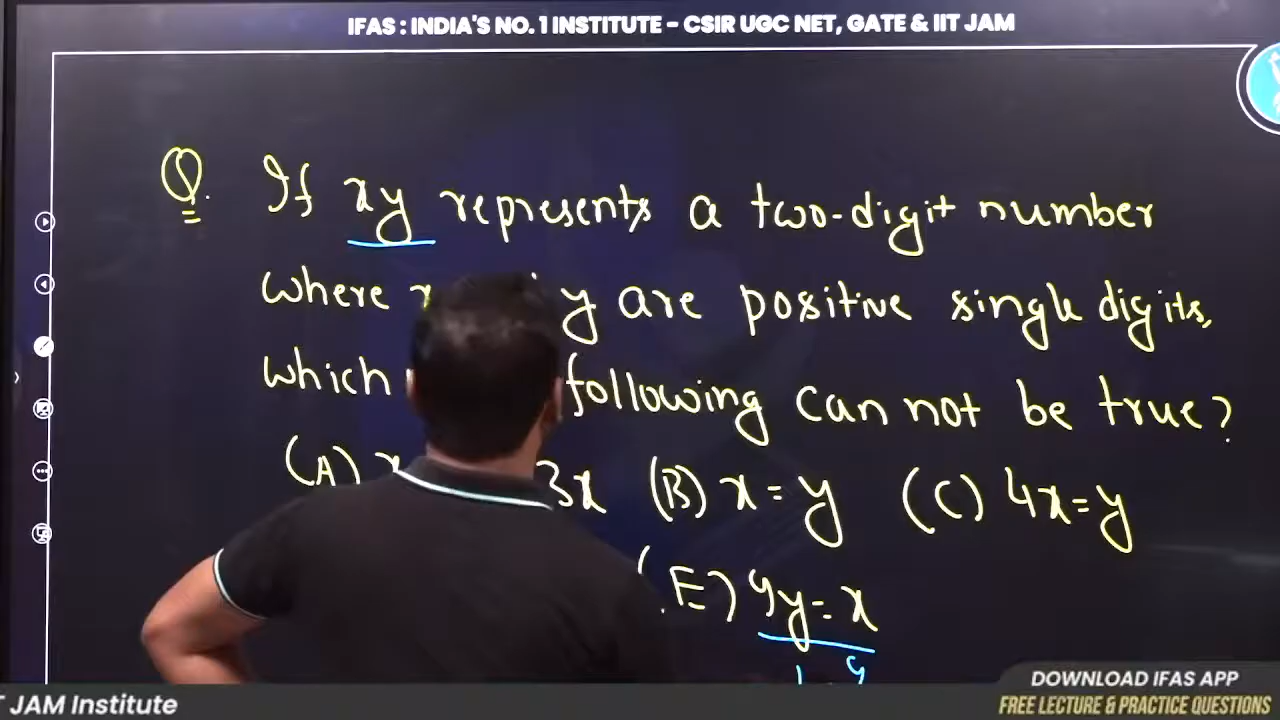 IFAS : INDIA'S NO. 1 INSTITUTE - CSIR UGC NET, GATE & IIT JAM
Q. If xy represents a two-digit number
where y are positive single digits,
which following can not be true?
(A) x 3x (B) x = y (C) 4x = y
(E) 9y = x
1 9
DOWNLOAD IFAS APP
T JAM Institute
FREE LECTURE & PRACTICE QUESTIONS